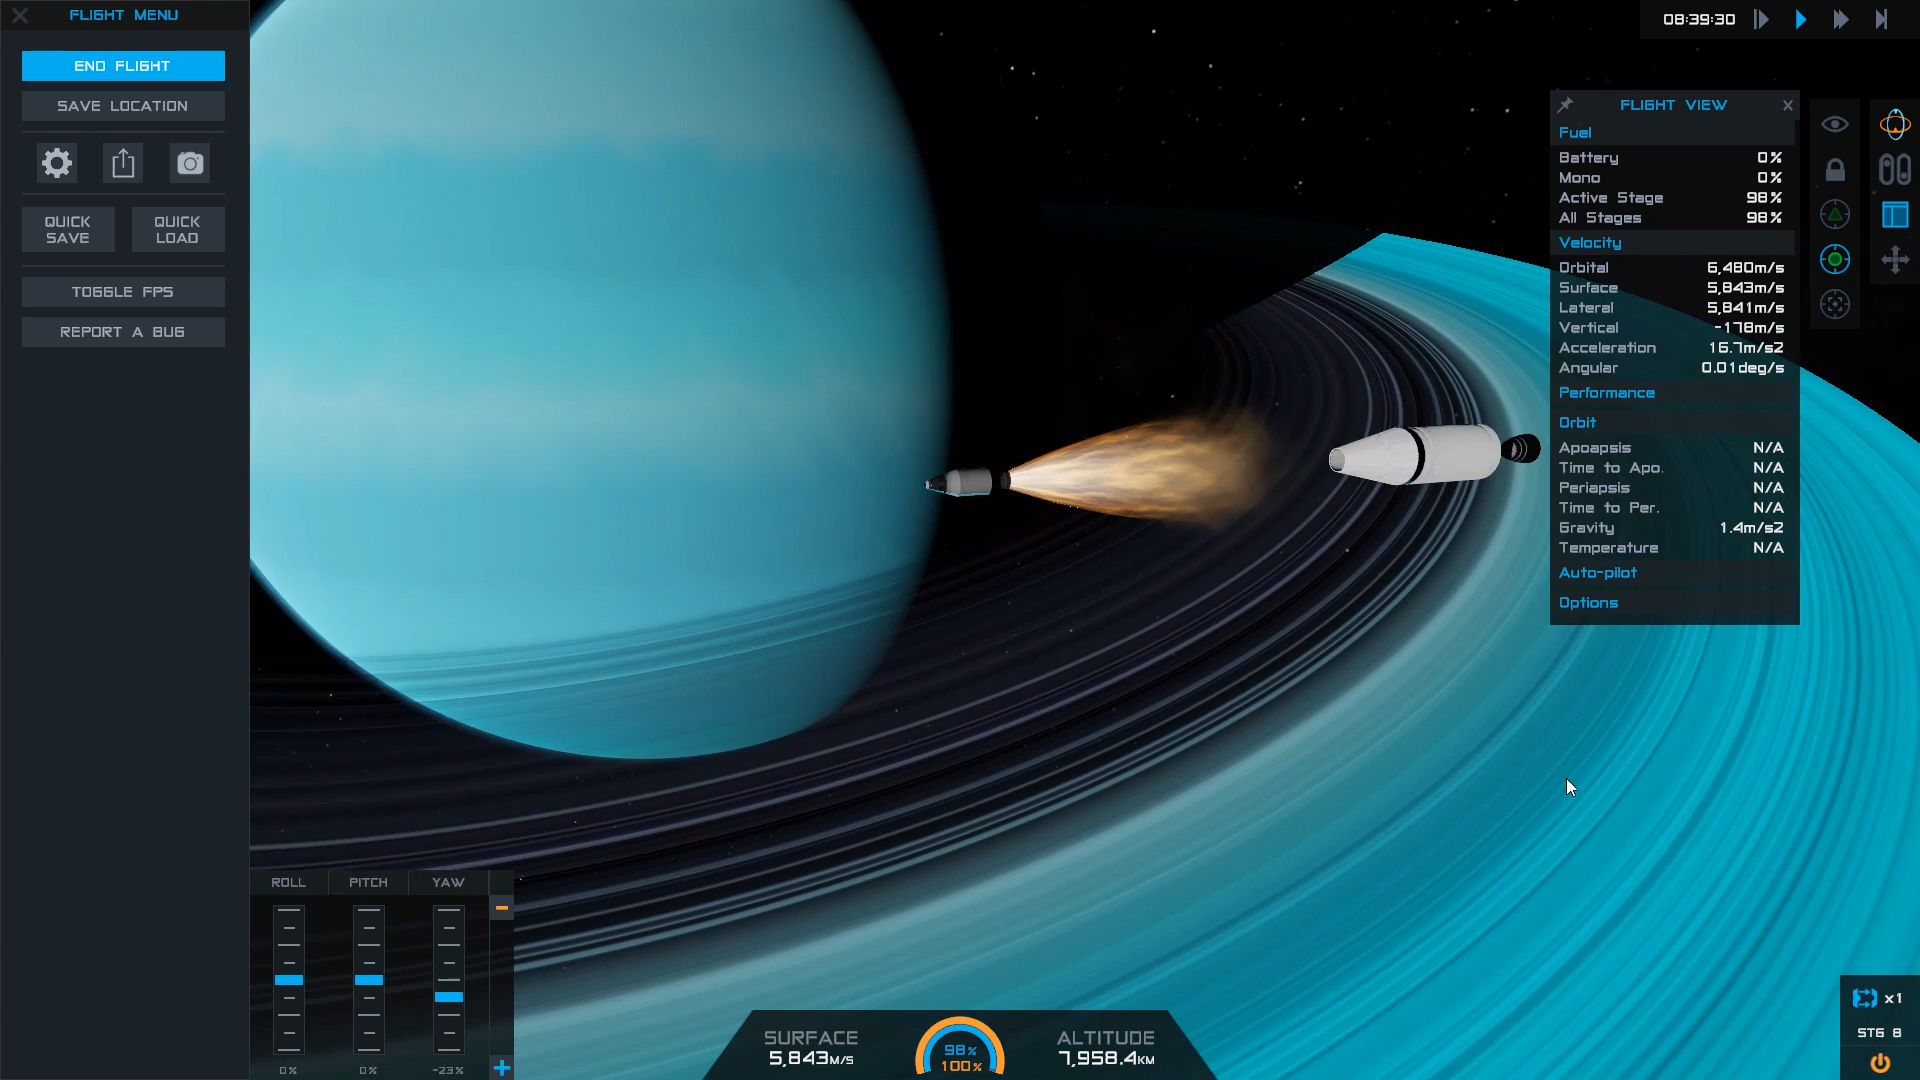 FLIGHT MENU
END FLIGHT
SAVE LOCATION
QUICK SAVE
QUICK LOAD
TOGGLE FPS
REPORT A BUG
08:39:30
FLIGHT VIEW
Fuel
Battery 0%
Mono 0%
Active Stage 98%
All Stages 98%
Velocity
Orbital 6,480m/s
Surface 5,843m/s
Lateral 5,841m/s
Vertical -178m/s
Acceleration 16.7m/s2
Angular 0.01deg/s
Performance
Orbit
Apoapsis N/A
Time to Apo. N/A
Periapsis N/A
Time to Per. N/A
Gravity 1.4m/s2
Temperature N/A
Auto-pilot
Options
ROLL PITCH YAW
0% 0% -23%
SURFACE
5,843M/S
98%
100%
ALTITUDE
7,958.4KM
x1
STG 8